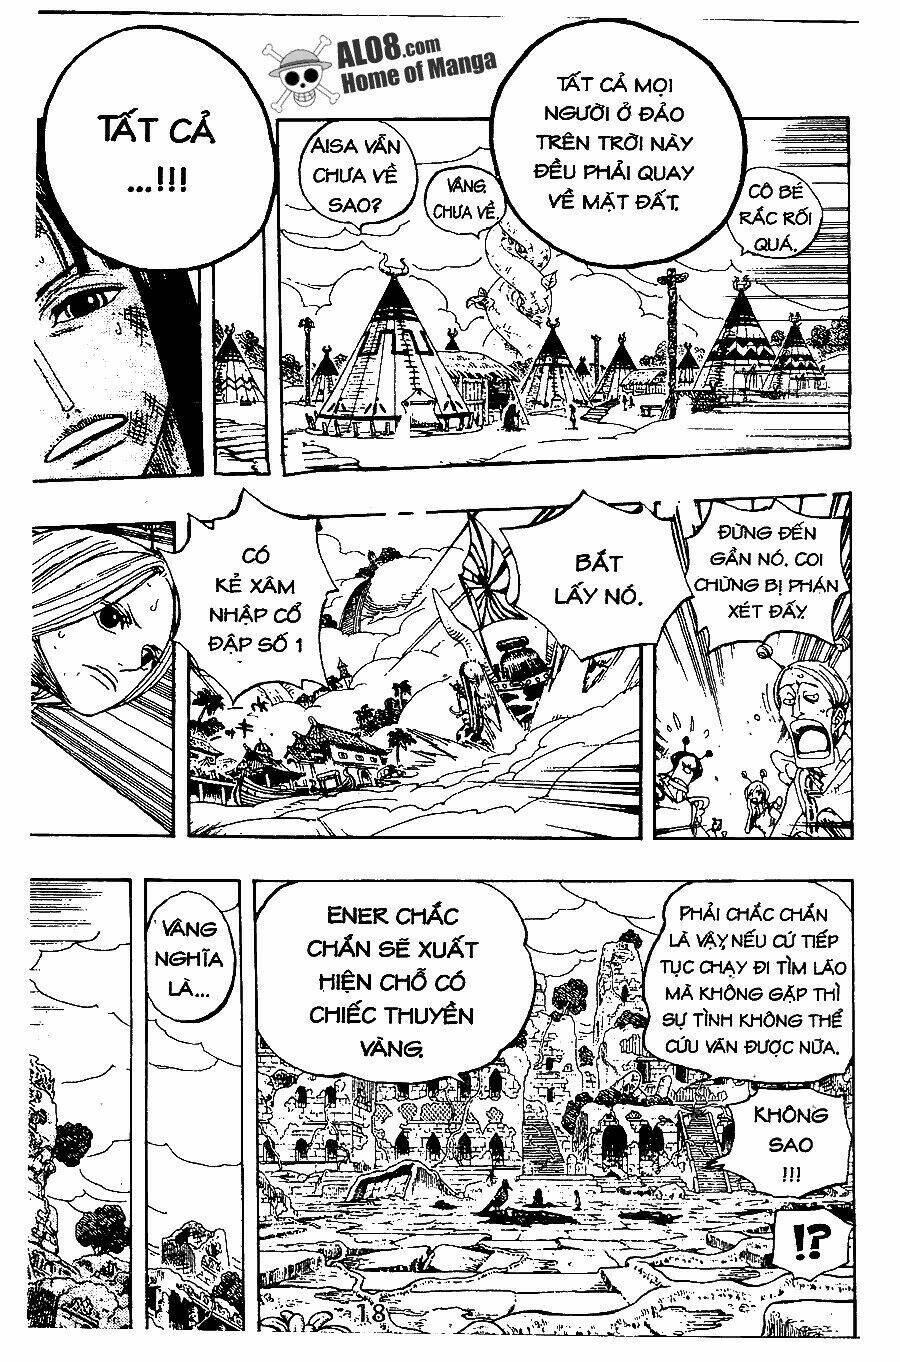 ALO8.com
Home of Manga
TẤT CẢ
...!!!
AISA VẪN
CHƯA VỀ
SAO?
VÂNG.
CHƯA VỀ.
TẤT CẢ MỌI
NGƯỜI Ở ĐẢO
TRÊN TRỜI NÀY
ĐỀU PHẢI QUAY
VỀ MẶT ĐẤT.
CÔ BÉ
RẮC RỐI
QUÁ.
CÓ
KẺ XÂM
NHẬP CỔ
ĐẬP SỐ 1
BẮT
LẤY NÓ.
ĐỪNG ĐẾN
GẦN NÓ. COI
CHỪNG BỊ PHÁN
XÉT ĐẤY.
VÂNG
NGHĨA
LÀ...
ENER CHẮC
CHẮN SẼ XUẤT
HIỆN CHỖ CÓ
CHIẾC THUYỀN
VÀNG.
PHẢI CHẮC CHẮN
LÀ VẬY, NẾU CỨ TIẾP
TỤC CHẠY ĐI TÌM LÃO
MÀ KHÔNG GẶP THÌ
SỰ TÌNH KHÔNG THỂ
CỨU VÃN ĐƯỢC NỮA.
KHÔNG
SAO
!!!
!?
18